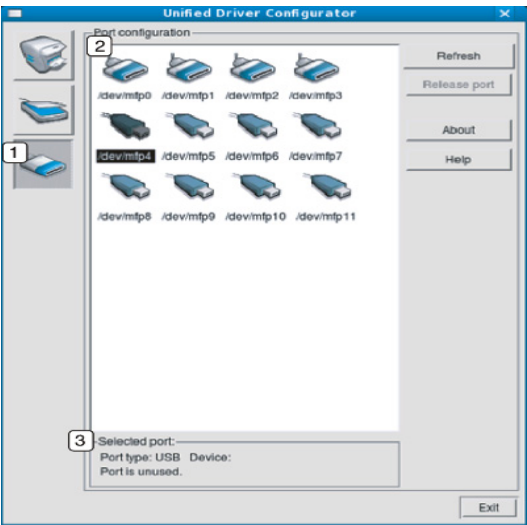 Unified Driver Configurator
Port configuration
2
Refresh
/dev/mfp0 /dev/mfp1 /dev/mfp2 /dev/mfp3
Release port
1
About
/dev/mfp4 /dev/mfp5 /dev/mfp6 /dev/mfp7
Help
/dev/mfp8 /dev/mfp9 /dev/mfp10 /dev/mfp11
3
Selected port:
Port type: USB Device:
Port is unused.
Exit